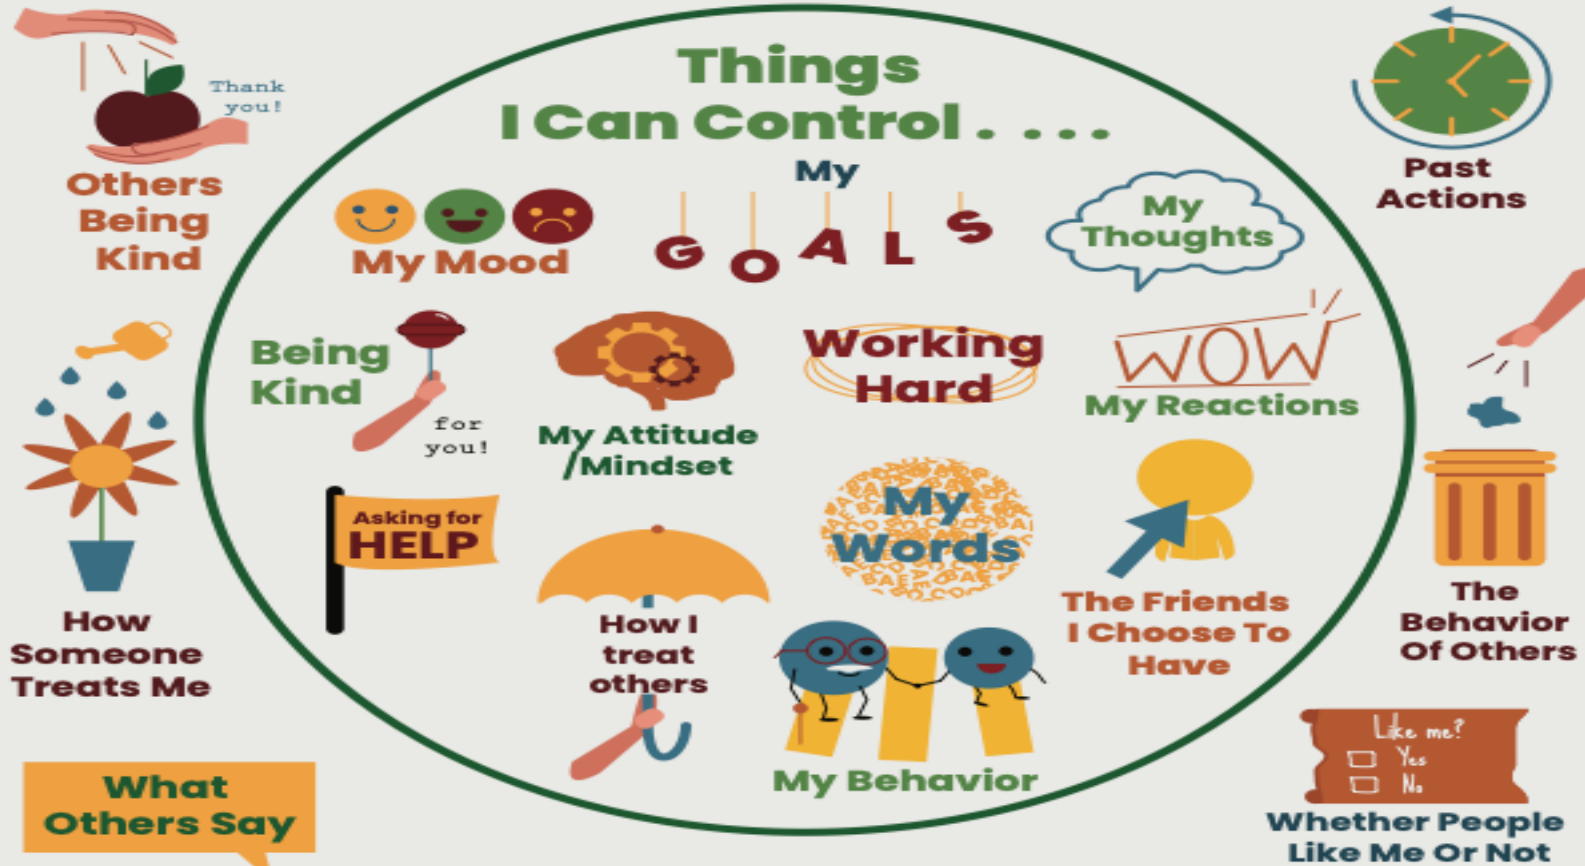 Things
I Can Control . . . .
Thank
you!
Others
Being
Kind
Past
Actions
My
GOALS
My Mood
My
Thoughts
Being
Kind
for
you!
My Attitude
/Mindset
Working
Hard
WOW
My Reactions
Asking for
HELP
How I
treat
others
My
Words
The Friends
I Choose To
Have
My Behavior
How
Someone
Treats Me
The
Behavior
Of Others
What
Others Say
Like me?
Yes
No
Whether People
Like Me Or Not